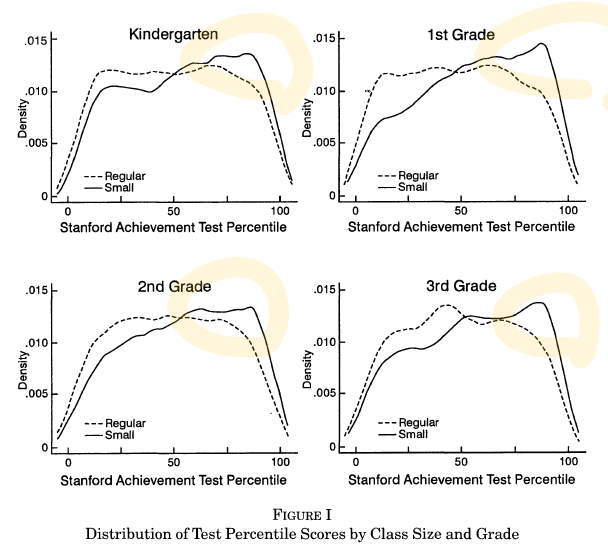 Kindergarten
.015
.010
.005
0
Density
Regular
Small
0 50 100
Stanford Achievement Test Percentile
1st Grade
.015
.010
.005
0
Density
Regular
Small
0 50 100
Stanford Achievement Test Percentile
2nd Grade
.015
.010
.005
0
Density
Regular
Small
0 50 100
Stanford Achievement Test Percentile
3rd Grade
.015
.010
.005
0
Density
Regular
Small
0 50 100
Stanford Achievement Test Percentile
FIGURE I
Distribution of Test Percentile Scores by Class Size and Grade